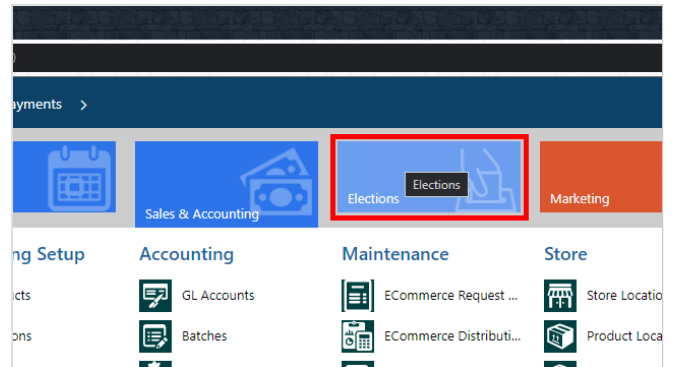 ayments >
Sales & Accounting
Elections
Elections
Marketing
ng Setup
Accounting
Maintenance
Store
cts
GL Accounts
ECommerce Request ...
Store Locatio
ons
Batches
ECommerce Distributi...
Product Loca